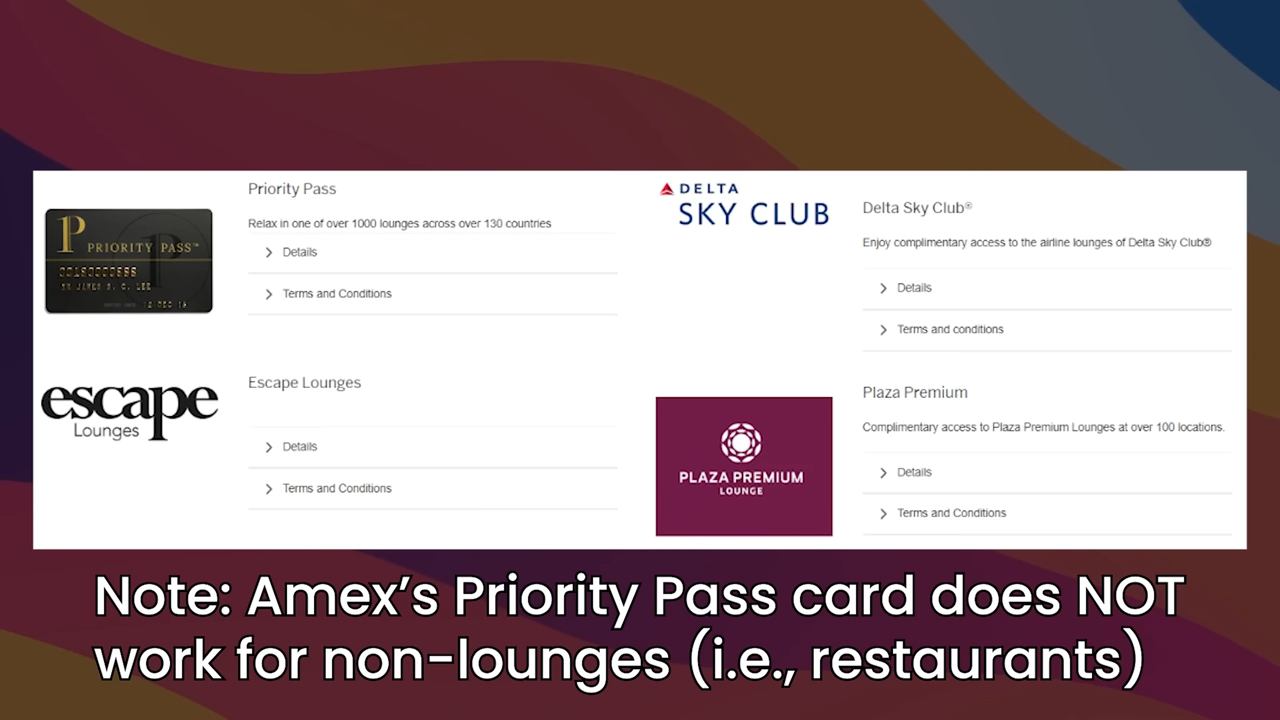 Priority Pass
Relax in one of over 1000 lounges across over 130 countries
Details
Terms and Conditions
PRIORITY PASS™
DELTA
SKY CLUB
Delta Sky Club®
Enjoy complimentary access to the airline lounges of Delta Sky Club®
Details
Terms and conditions
escape
Lounges
Escape Lounges
Details
Terms and Conditions
PLAZA PREMIUM
LOUNGE
Plaza Premium
Complimentary access to Plaza Premium Lounges at over 100 locations.
Details
Terms and Conditions
Note: Amex's Priority Pass card does NOT
work for non-lounges (i.e., restaurants)